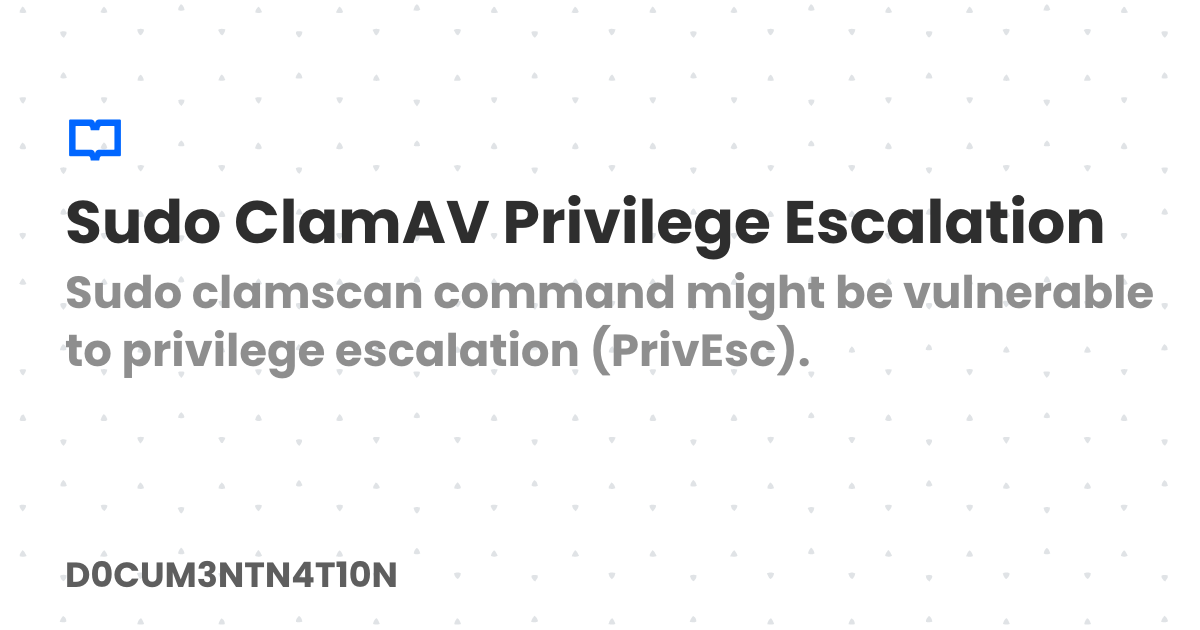 Sudo ClamAV Privilege Escalation
Sudo clamscan command might be vulnerable
to privilege escalation (PrivEsc).
D0CUM3NTN4T10N